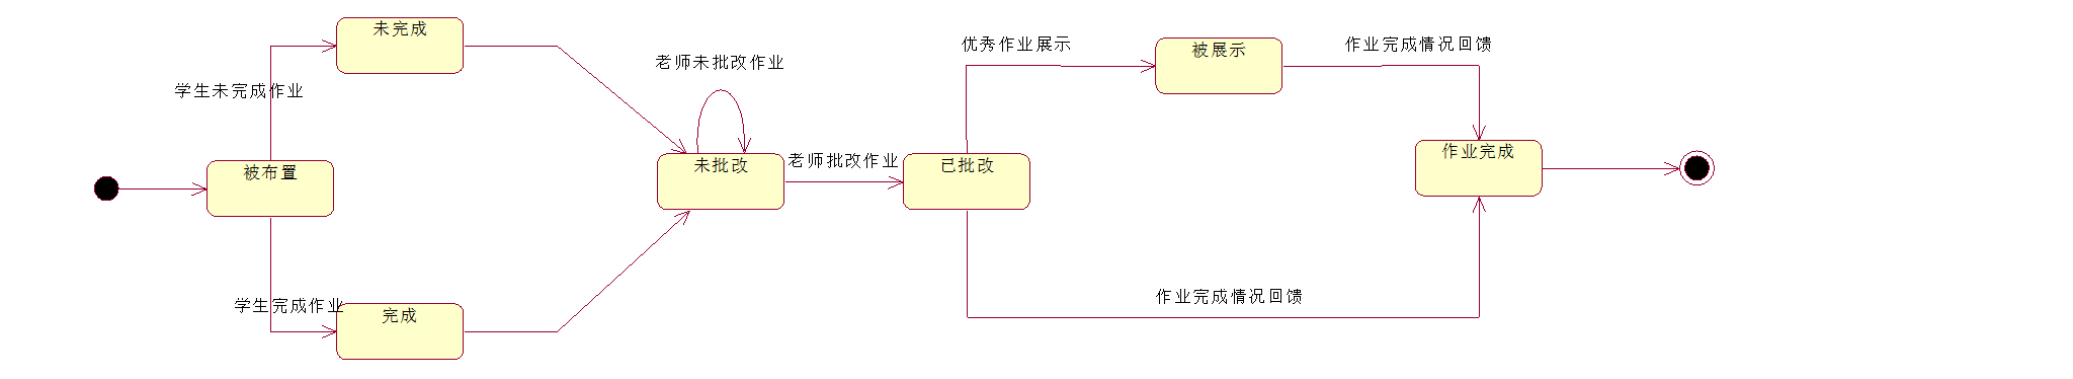 未完成
学生未完成作业
被布置
学生完成作业
完成
老师未批改作业
未批改
老师批改作业
已批改
优秀作业展示
被展示
作业完成情况回馈
作业完成
作业完成情况回馈